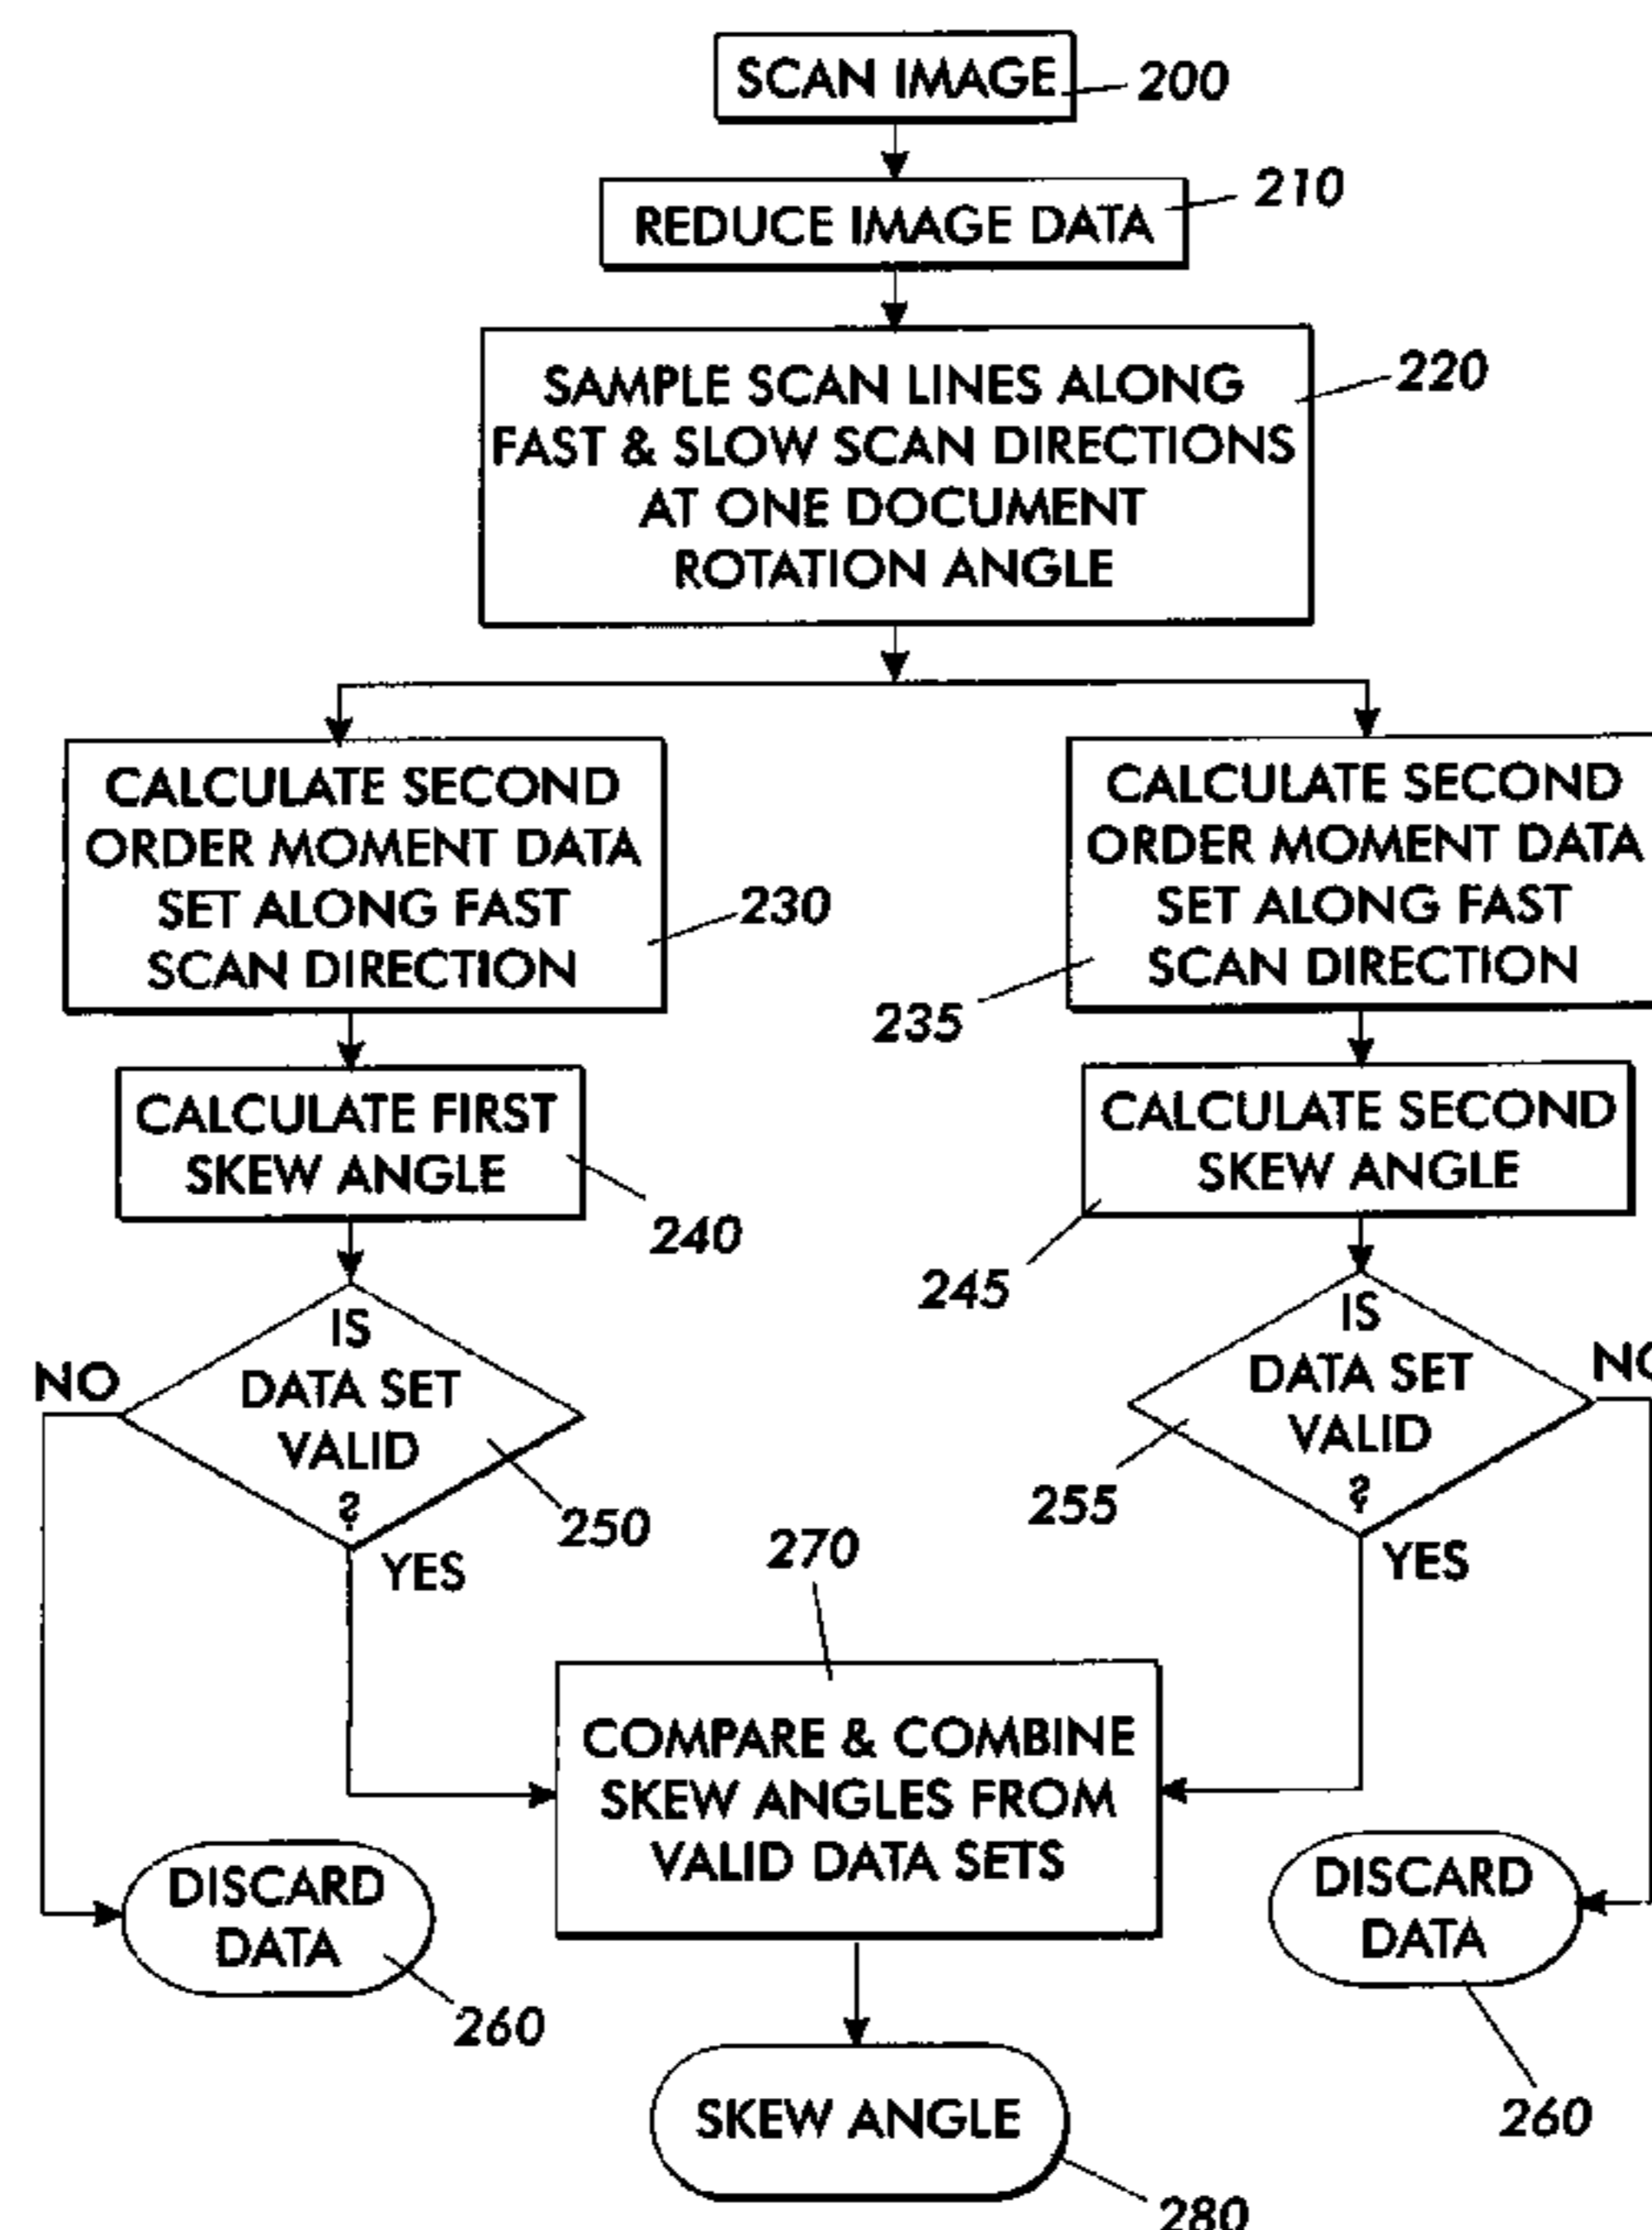 SCAN IMAGE
200
REDUCE IMAGE DATA
210
SAMPLE SCAN LINES ALONG
FAST & SLOW SCAN DIRECTIONS
AT ONE DOCUMENT
ROTATION ANGLE
220
CALCULATE SECOND
ORDER MOMENT DATA
SET ALONG FAST
SCAN DIRECTION
230
CALCULATE SECOND
ORDER MOMENT DATA
SET ALONG FAST
SCAN DIRECTION
235
CALCULATE FIRST
SKEW ANGLE
240
CALCULATE SECOND
SKEW ANGLE
245
IS
DATA SET
VALID
?
NO
YES
250
IS
DATA SET
VALID
?
NO
YES
255
270
COMPARE & COMBINE
SKEW ANGLES FROM
VALID DATA SETS
DISCARD
DATA
260
DISCARD
DATA
260
SKEW ANGLE
280